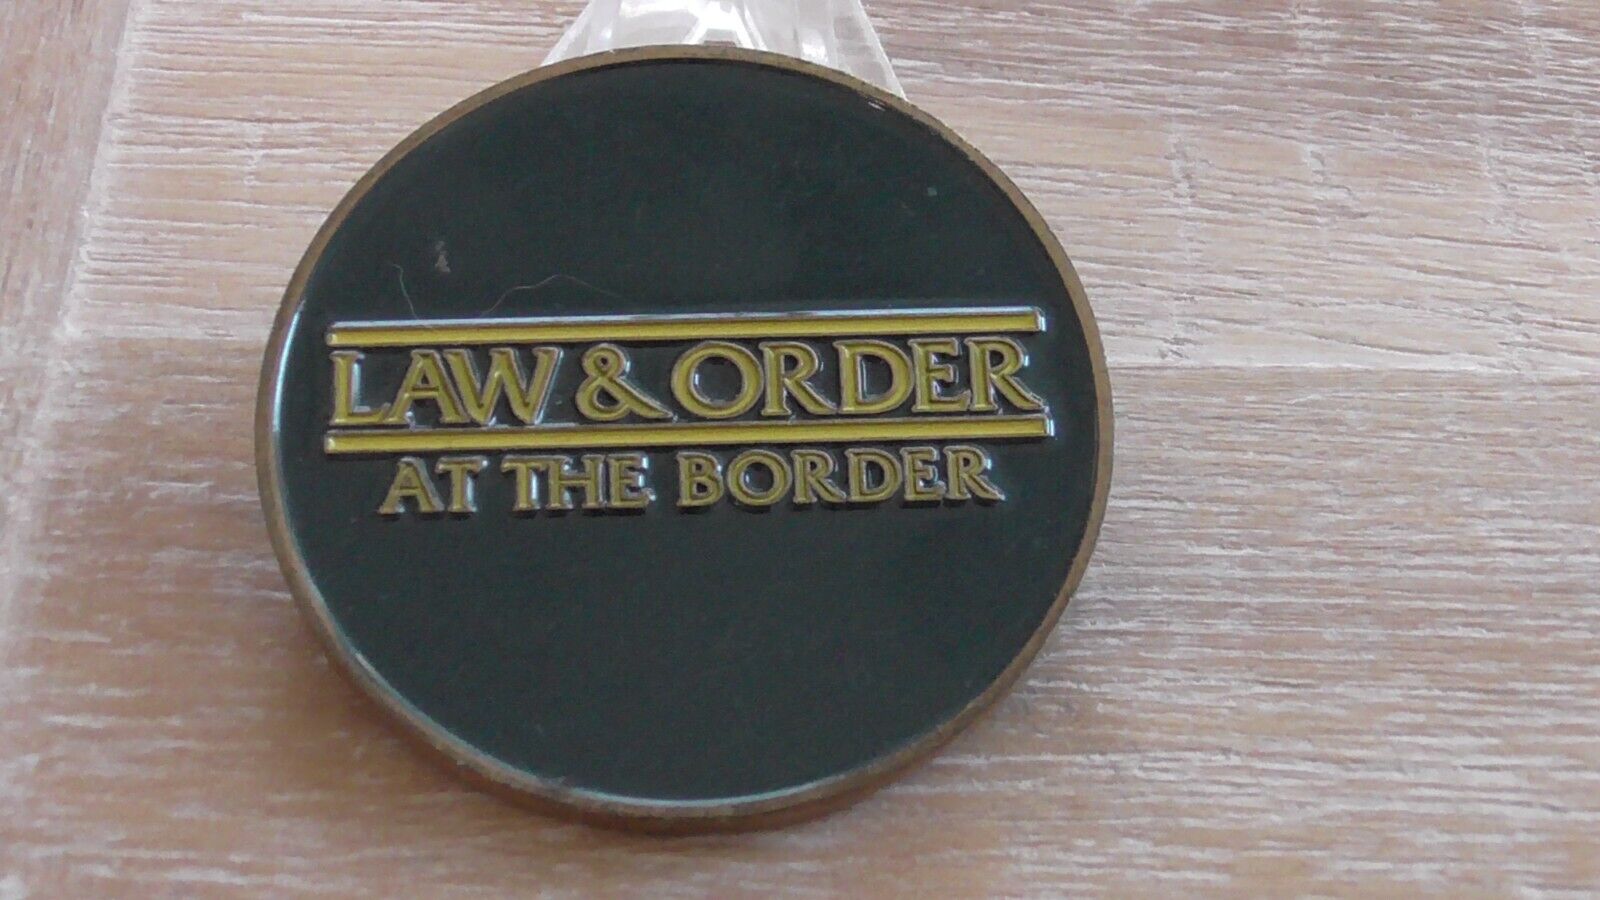 LAW & ORDER
AT THE BORDER